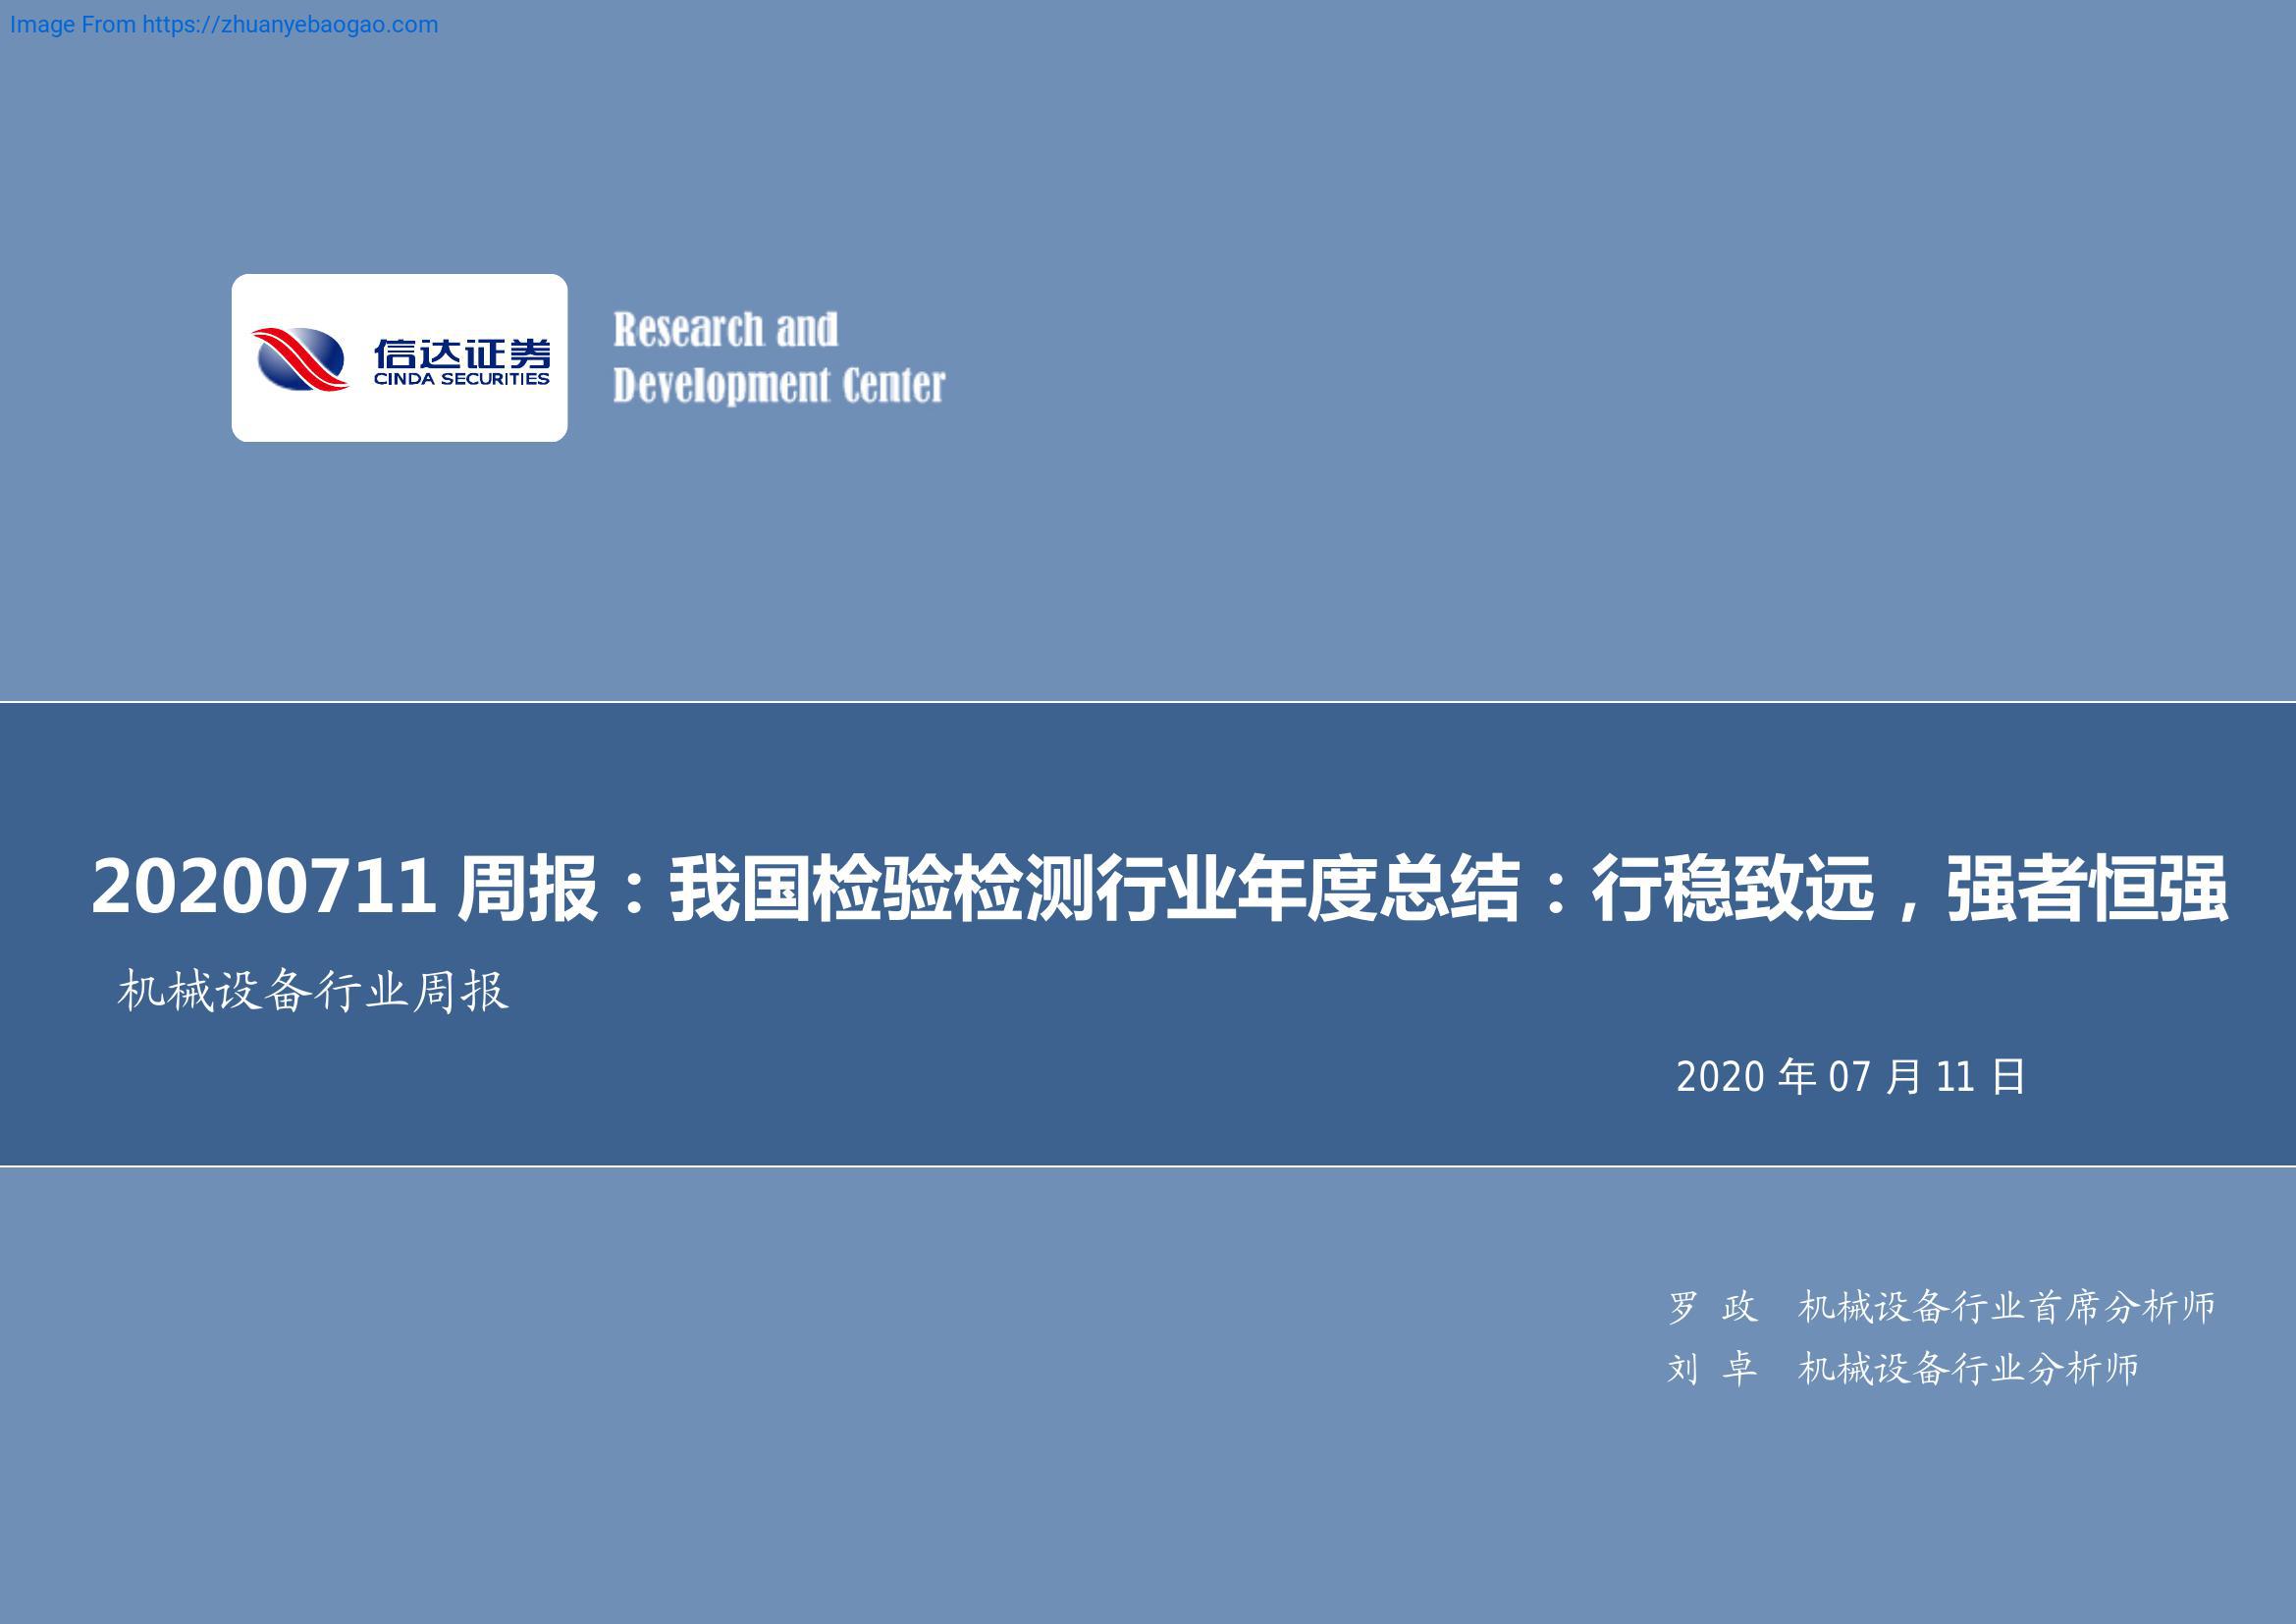 Image From https://zhuanyebaogao.com
信达证券
CINDA SECURITIES
Research and
Development Center
20200711 周报：我国检验检测行业年度总结：行稳致远，强者恒强
机械设备行业周报
2020 年 07 月 11 日
罗 政 机械设备行业首席分析师
刘 卓 机械设备行业分析师